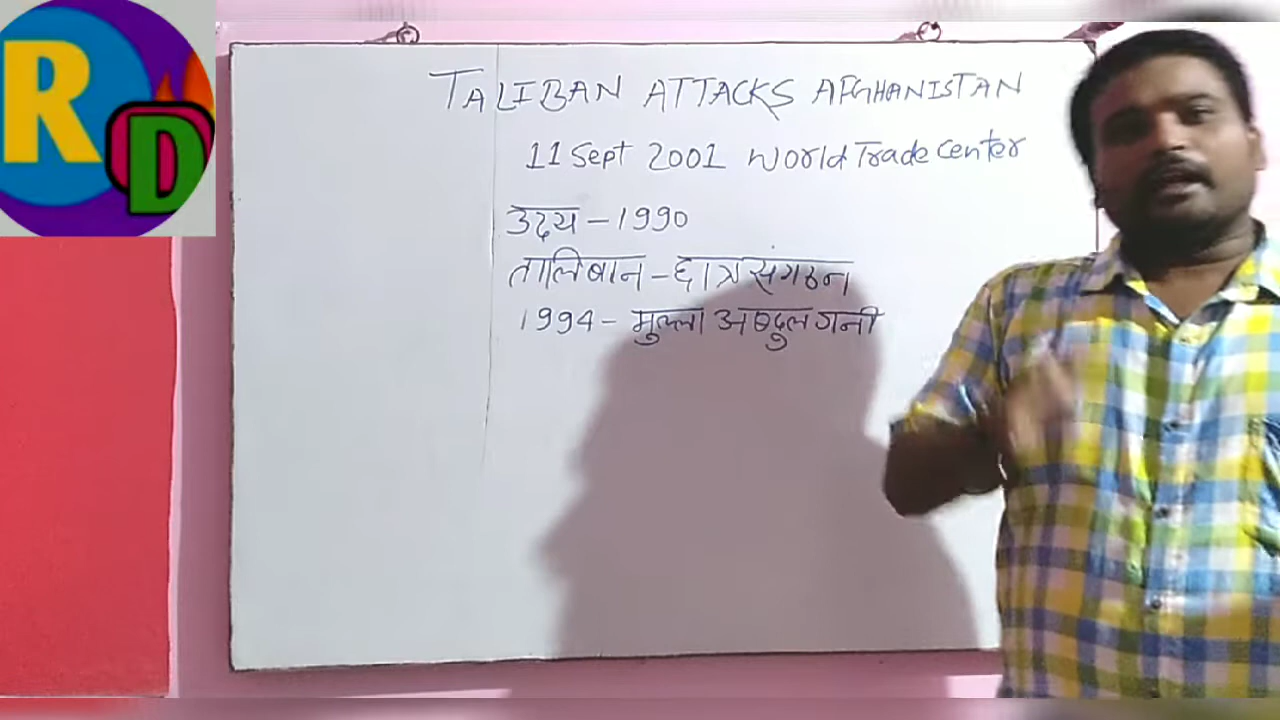 RD
TALIBAN ATTACKS AFGHANISTAN
11 Sept 2001 World Trade Center
उदय – 1990
तालिबान – छात्र संगठन
1994 – मुल्ला अब्दुल गनी